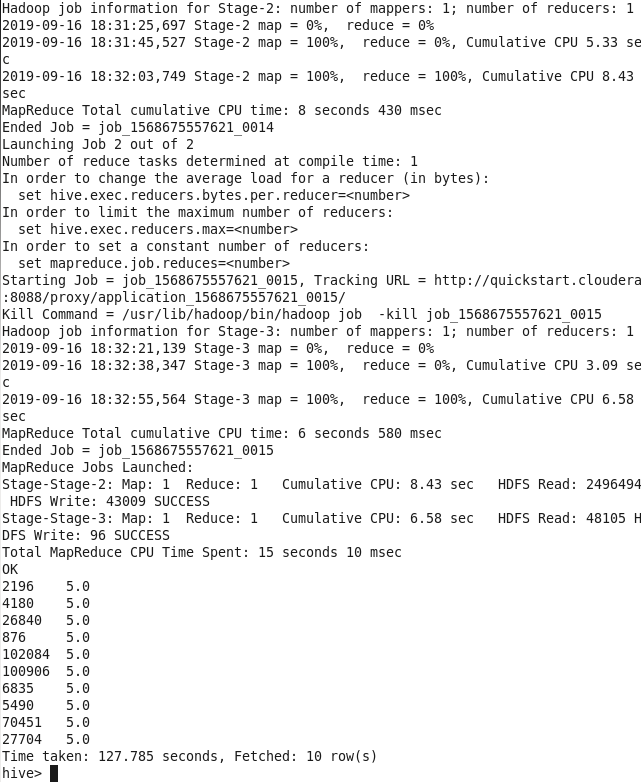 Hadoop job information for Stage-2: number of mappers: 1; number of reducers: 1
2019-09-16 18:31:25,697 Stage-2 map = 0%,  reduce = 0%
2019-09-16 18:31:45,527 Stage-2 map = 100%,  reduce = 0%, Cumulative CPU 5.33 se
c
2019-09-16 18:32:03,749 Stage-2 map = 100%,  reduce = 100%, Cumulative CPU 8.43
sec
MapReduce Total cumulative CPU time: 8 seconds 430 msec
Ended Job = job_1568675557621_0014
Launching Job 2 out of 2
Number of reduce tasks determined at compile time: 1
In order to change the average load for a reducer (in bytes):
  set hive.exec.reducers.bytes.per.reducer=<number>
In order to limit the maximum number of reducers:
  set hive.exec.reducers.max=<number>
In order to set a constant number of reducers:
  set mapreduce.job.reduces=<number>
Starting Job = job_1568675557621_0015, Tracking URL = http://quickstart.cloudera
:8088/proxy/application_1568675557621_0015/
Kill Command = /usr/lib/hadoop/bin/hadoop job  -kill job_1568675557621_0015
Hadoop job information for Stage-3: number of mappers: 1; number of reducers: 1
2019-09-16 18:32:21,139 Stage-3 map = 0%,  reduce = 0%
2019-09-16 18:32:38,347 Stage-3 map = 100%,  reduce = 0%, Cumulative CPU 3.09 se
c
2019-09-16 18:32:55,564 Stage-3 map = 100%,  reduce = 100%, Cumulative CPU 6.58
sec
MapReduce Total cumulative CPU time: 6 seconds 580 msec
Ended Job = job_1568675557621_0015
MapReduce Jobs Launched:
Stage-Stage-2: Map: 1  Reduce: 1   Cumulative CPU: 8.43 sec   HDFS Read: 2496494
 HDFS Write: 43009 SUCCESS
Stage-Stage-3: Map: 1  Reduce: 1   Cumulative CPU: 6.58 sec   HDFS Read: 48105 H
DFS Write: 96 SUCCESS
Total MapReduce CPU Time Spent: 15 seconds 10 msec
OK
2196    5.0
4180    5.0
26840   5.0
876     5.0
102084  5.0
100906  5.0
6835    5.0
5490    5.0
70451   5.0
27704   5.0
Time taken: 127.785 seconds, Fetched: 10 row(s)
hive>